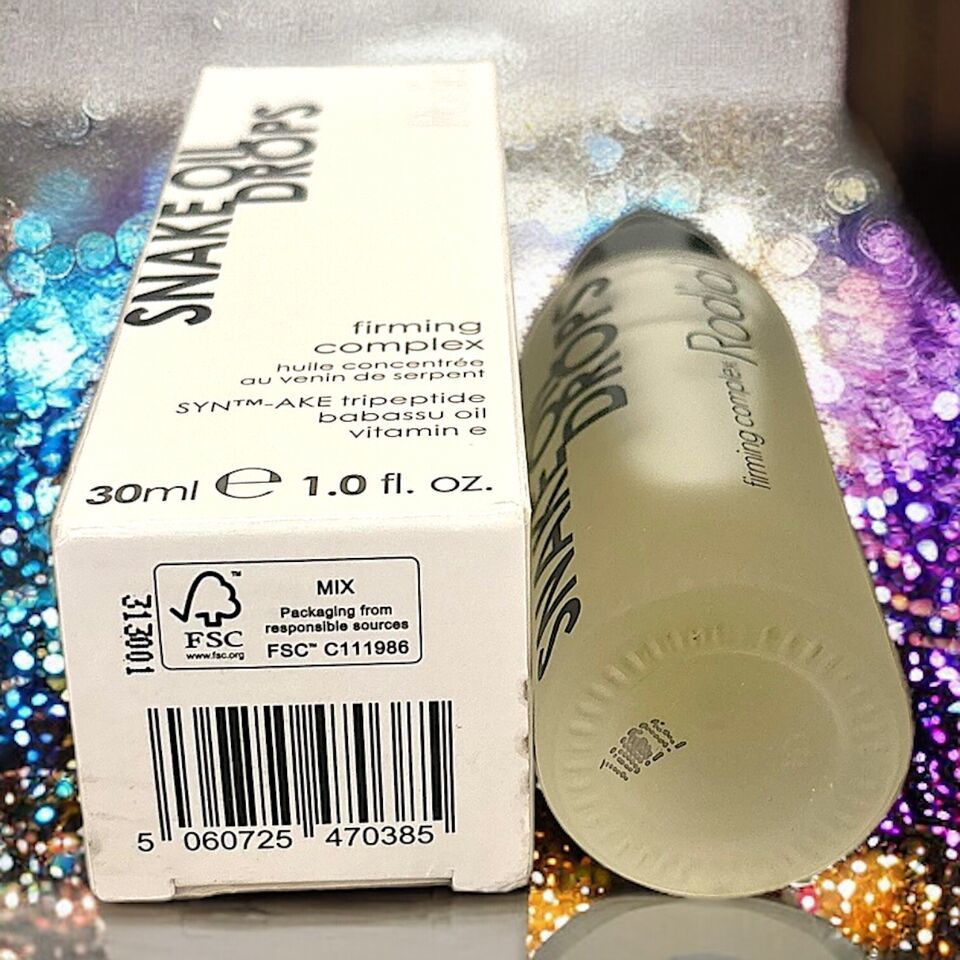 SNAKE OIL
DROPS
firming
complex
huile concentrée
au venin de serpent
SYN™-AKE tripeptide
babassu oil
vitamin e
30ml e 1.0 fl. oz.
313001
FSC
www.fsc.org
MIX
Packaging from
responsible sources
FSC™ C111986
5 060725 470385
SNAKE OIL
DROPS
firming complex
Rodial